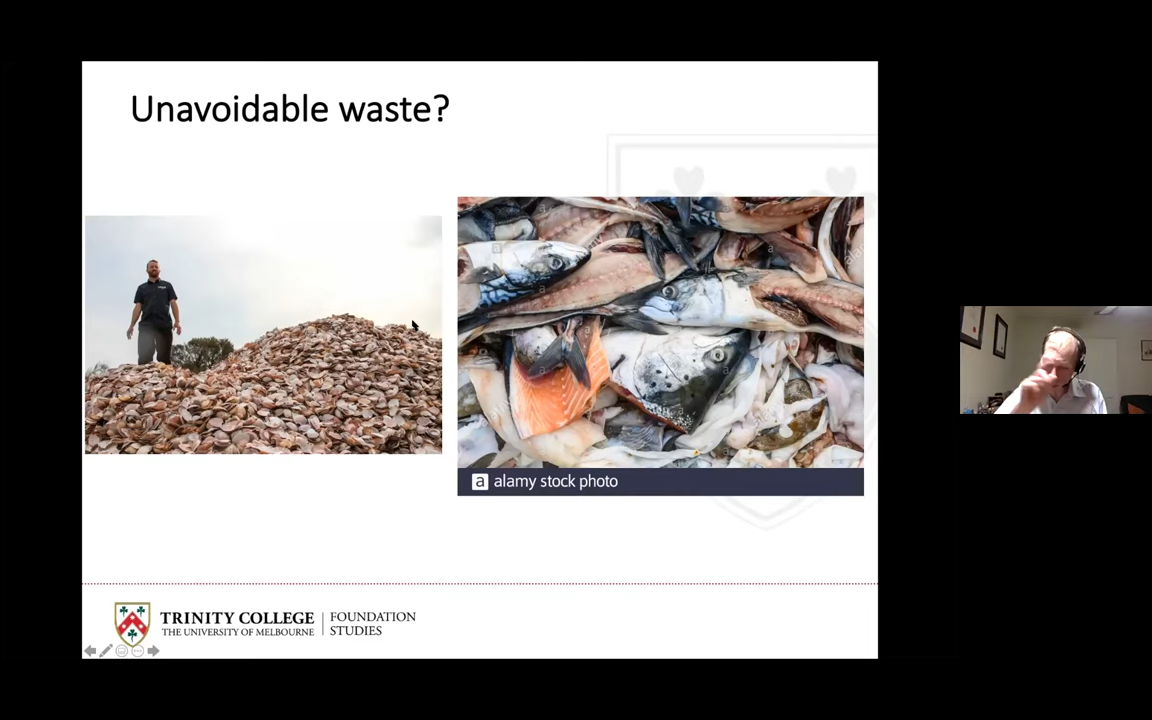 Unavoidable waste?
a alamy stock photo
TRINITY COLLEGE
THE UNIVERSITY OF MELBOURNE
FOUNDATION
STUDIES